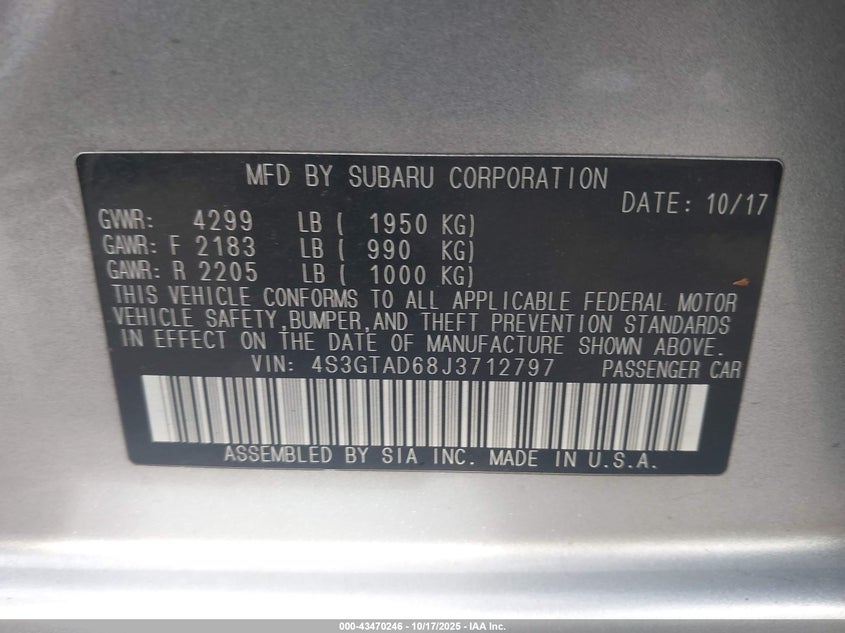 MFD BY SUBARU CORPORATION
DATE: 10/17
GVWR: 4299 LB ( 1950 KG)
GAWR: F 2183 LB ( 990 KG)
GAWR: R 2205 LB ( 1000 KG)
THIS VEHICLE CONFORMS TO ALL APPLICABLE FEDERAL MOTOR
VEHICLE SAFETY,BUMPER,AND THEFT PREVENTION STANDARDS
IN EFFECT ON THE DATE OF MANUFACTURE SHOWN ABOVE.
VIN: 4S3GTAD68J3712797 PASSENGER CAR
ASSEMBLED BY SIA INC. MADE IN U.S.A.
000-43470246 - 10/17/2025 - IAA Inc.